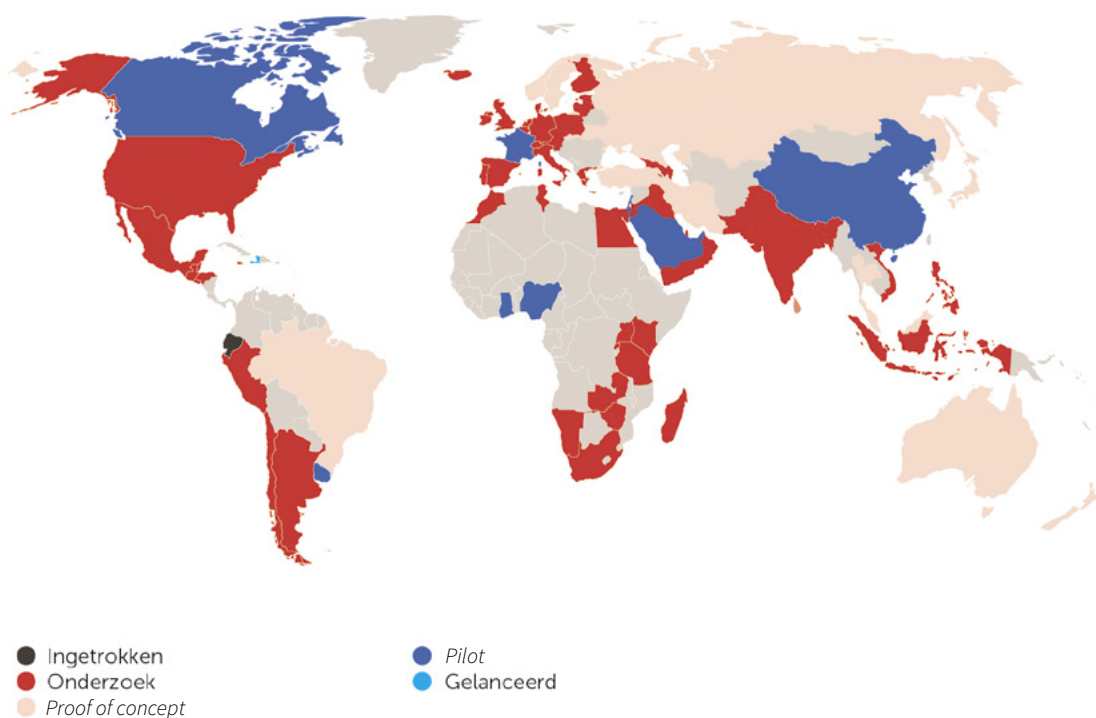 Ingetrokken
Onderzoek
Proof of concept
Pilot
Gelanceerd